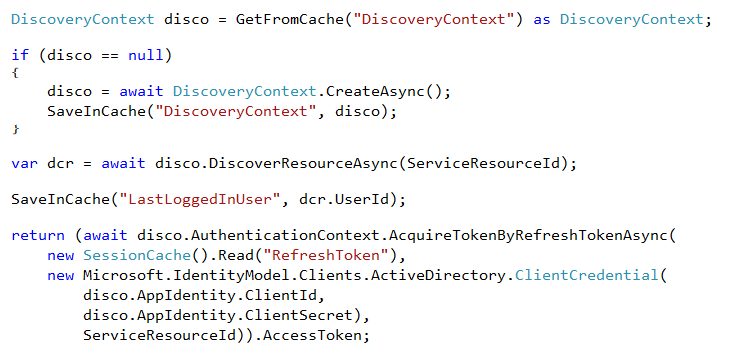 DiscoveryContext disco = GetFromCache("DiscoveryContext") as DiscoveryContext;
if (disco == null)
{
disco = await DiscoveryContext.CreateAsync();
SaveInCache("DiscoveryContext", disco);
}
var dcr = await disco.DiscoverResourceAsync(ServiceResourceId);
SaveInCache("LastLoggedInUser", dcr.UserId);
return (await disco.AuthenticationContext.AcquireTokenByRefreshTokenAsync(
new SessionCache().Read("RefreshToken"),
new Microsoft.IdentityModel.Clients.ActiveDirectory.ClientCredential(
disco.AppIdentity.ClientId,
disco.AppIdentity.ClientSecret),
ServiceResourceId)).AccessToken;